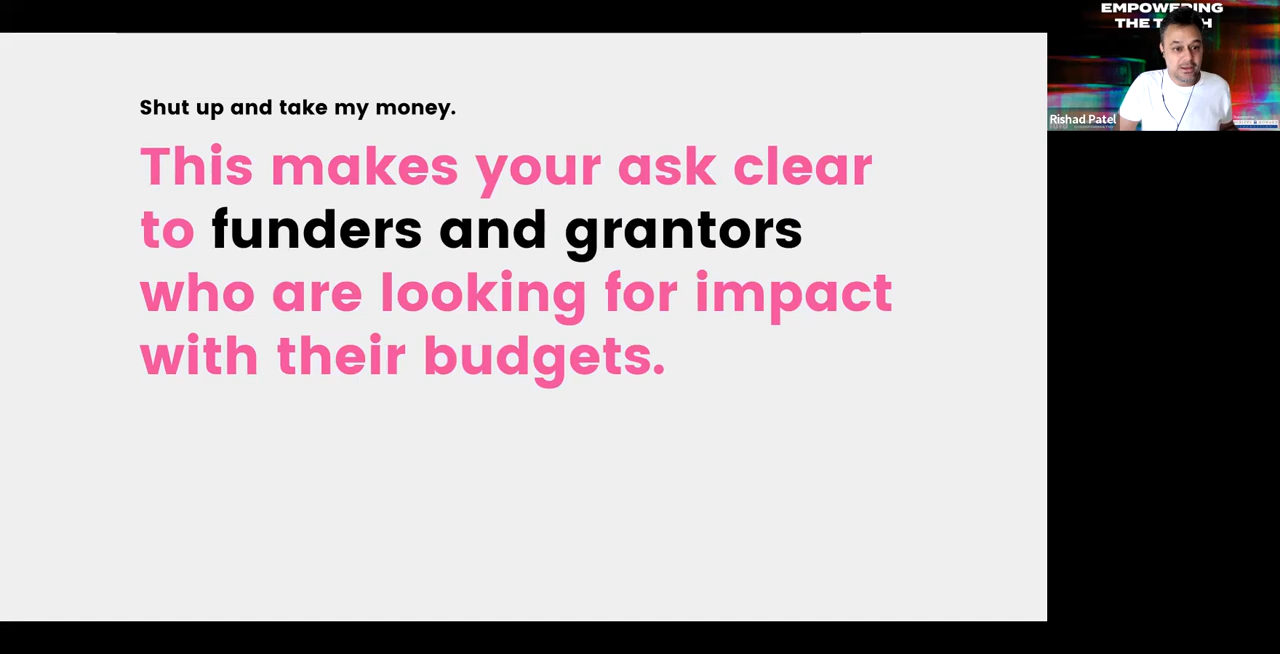 Shut up and take my money.
This makes your ask clear
to funders and grantors
who are looking for impact
with their budgets.
EMPOWERING
Rishad Patel